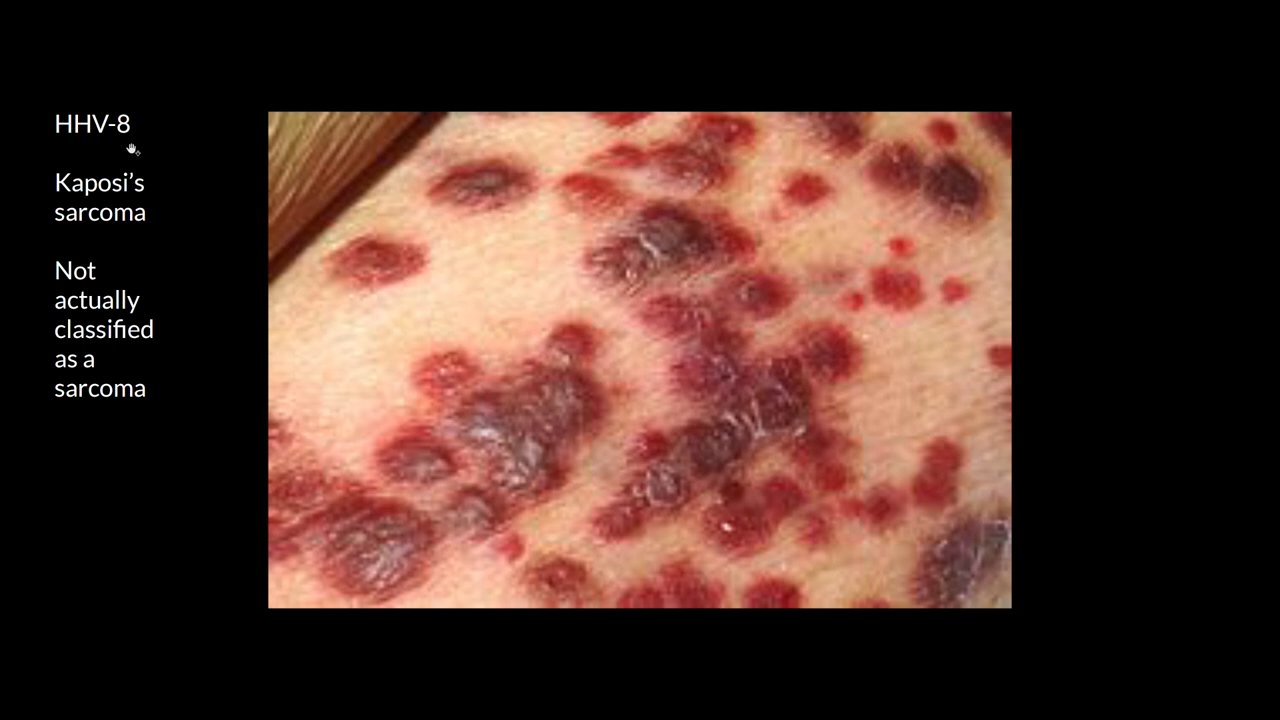 HHV-8
Kaposi’s
sarcoma
Not
actually
classified
as a
sarcoma